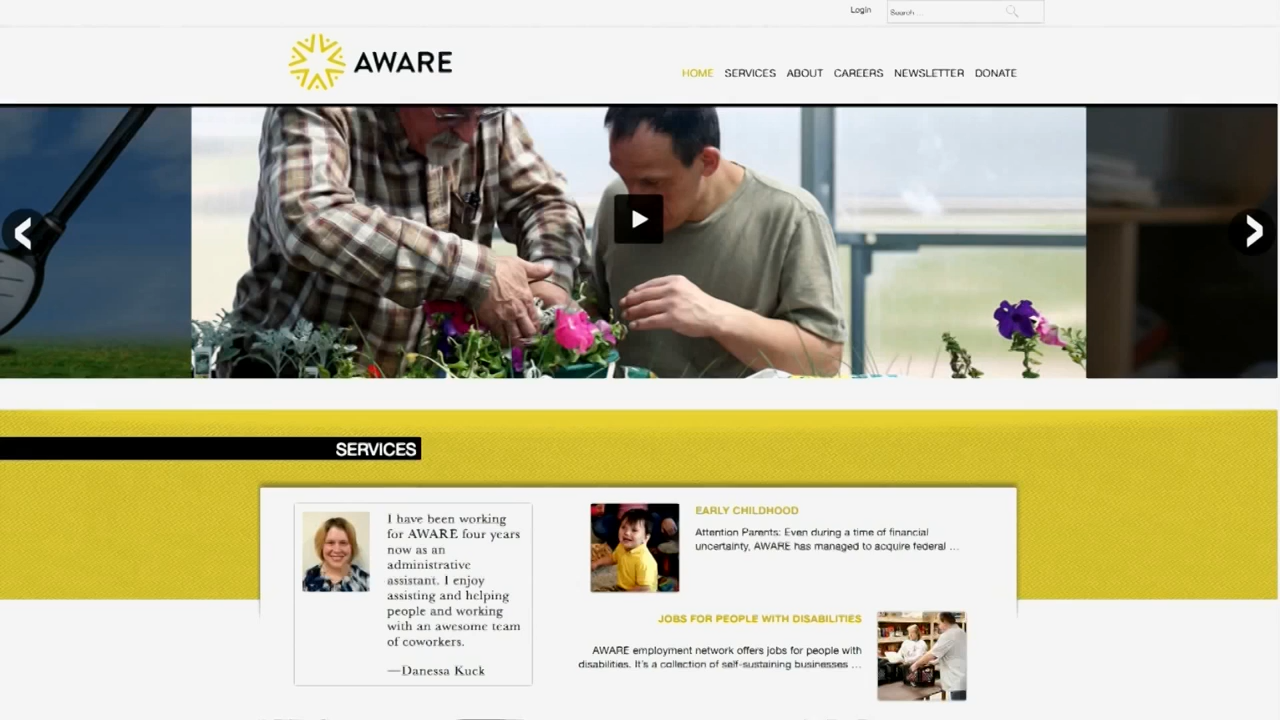 Login
Search ...
AWARE
HOME SERVICES ABOUT CAREERS NEWSLETTER DONATE
SERVICES
I have been working
for AWARE four years
now as an
administrative
assistant. I enjoy
assisting and helping
people and working
with an awesome team
of coworkers.
—Danessa Kuck
EARLY CHILDHOOD
Attention Parents: Even during a time of financial
uncertainty, AWARE has managed to acquire federal ...
JOBS FOR PEOPLE WITH DISABILITIES
AWARE employment network offers jobs for people with
disabilities. It's a collection of self-sustaining businesses ...